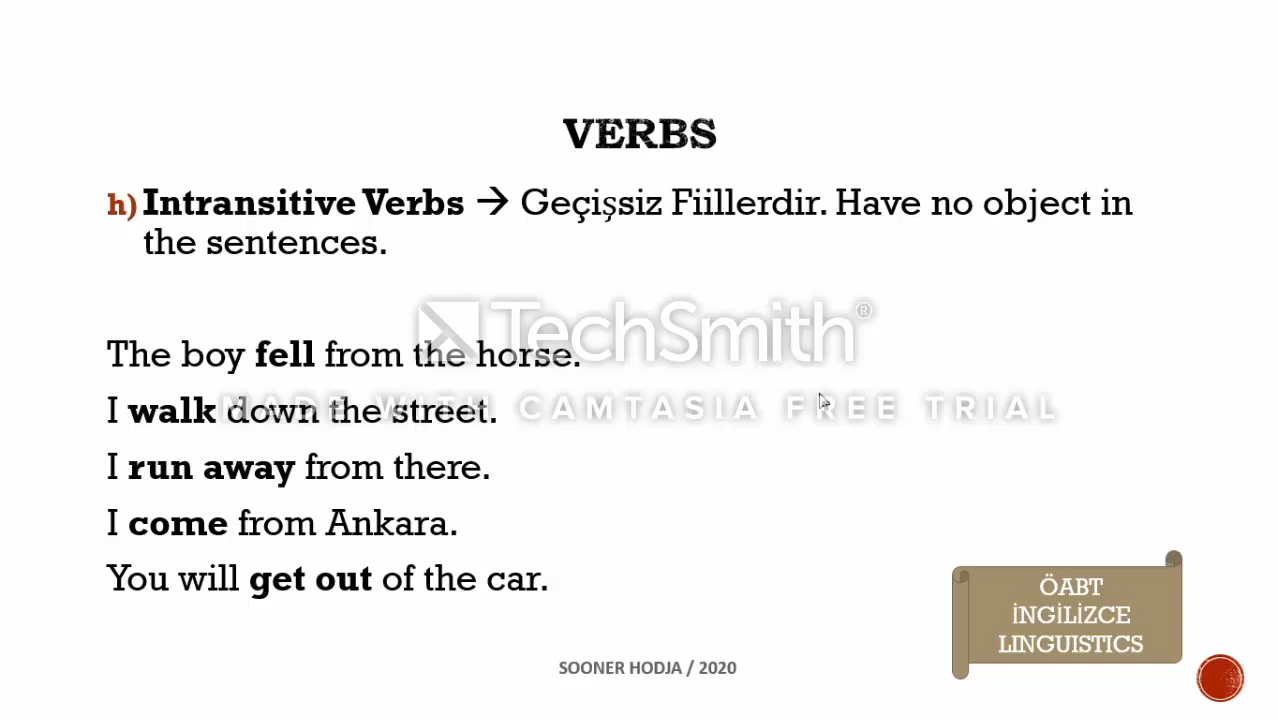 VERBS
h) Intransitive Verbs → Geçişsiz Fiillerdir. Have no object in
the sentences.
TechSmith®
The boy fell from the horse.
MADE WITH CAMTASIA FREE TRIAL
I walk down the street.
I run away from there.
I come from Ankara.
You will get out of the car.
ÖABT
İNGİLİZCE
LINGUISTICS
SOONER HODJA / 2020